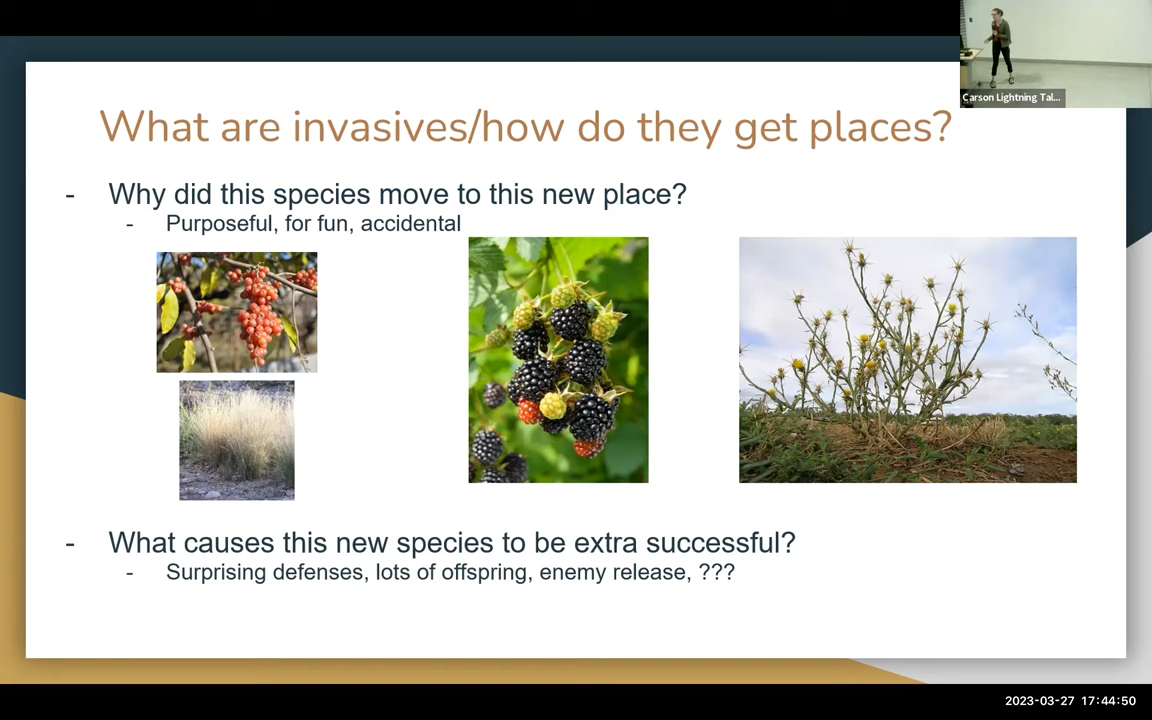 Carson Lightning Tal...
What are invasives/how do they get places?
- Why did this species move to this new place?
- Purposeful, for fun, accidental
- What causes this new species to be extra successful?
- Surprising defenses, lots of offspring, enemy release, ???
2023-03-27 17:44:50